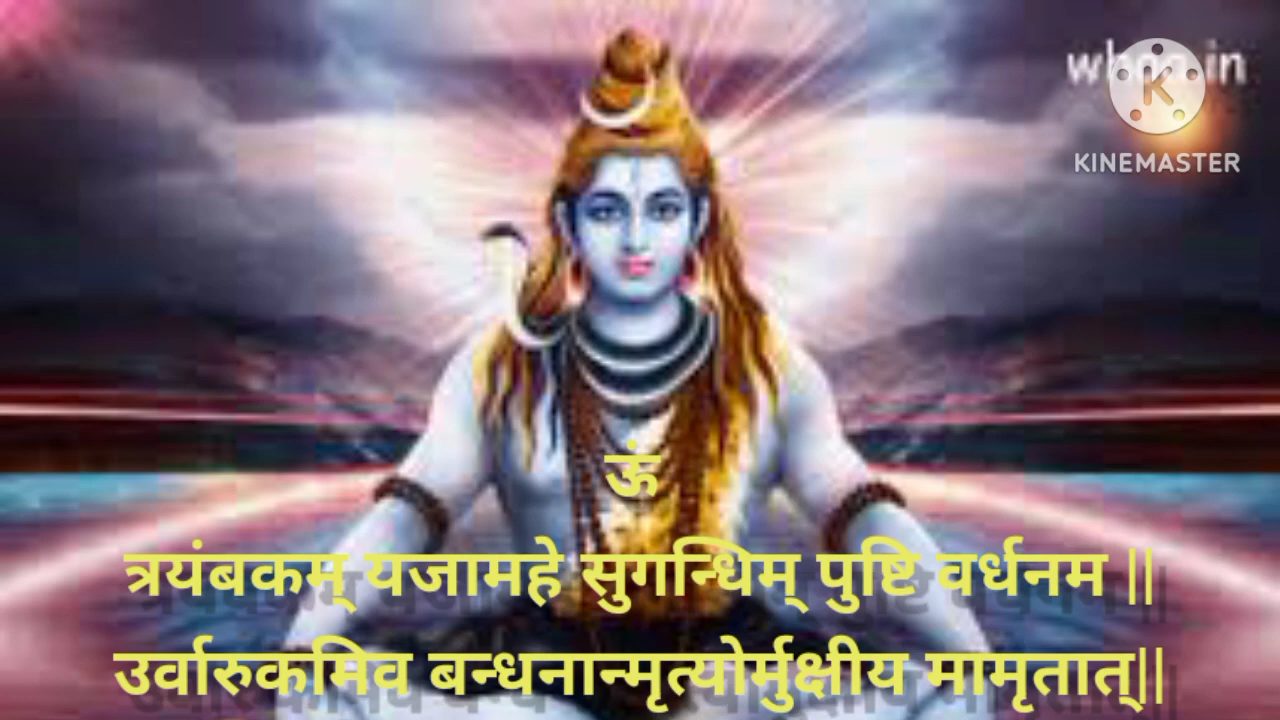 K
KINEMASTER
ऊं
त्रयंबकम् यजामहे सुगन्धिम् पुष्टि वर्धनम ||
उर्वारुकमिव बन्धनान्मृत्योर्मुक्षीय मामृतात्||